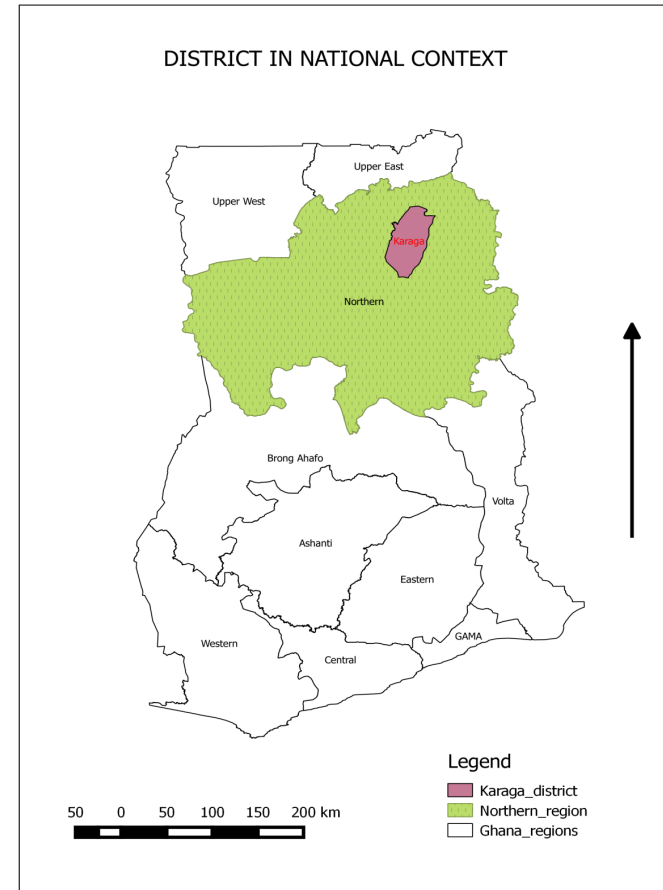 DISTRICT IN NATIONAL CONTEXT
Upper East
Upper West
Karaga
Northern
Brong Ahafo
Volta
Ashanti
Eastern
GAMA
Western
Central
Legend
Karaga_district
Northern_region
Ghana_regions
50 0 50 100 150 200 km